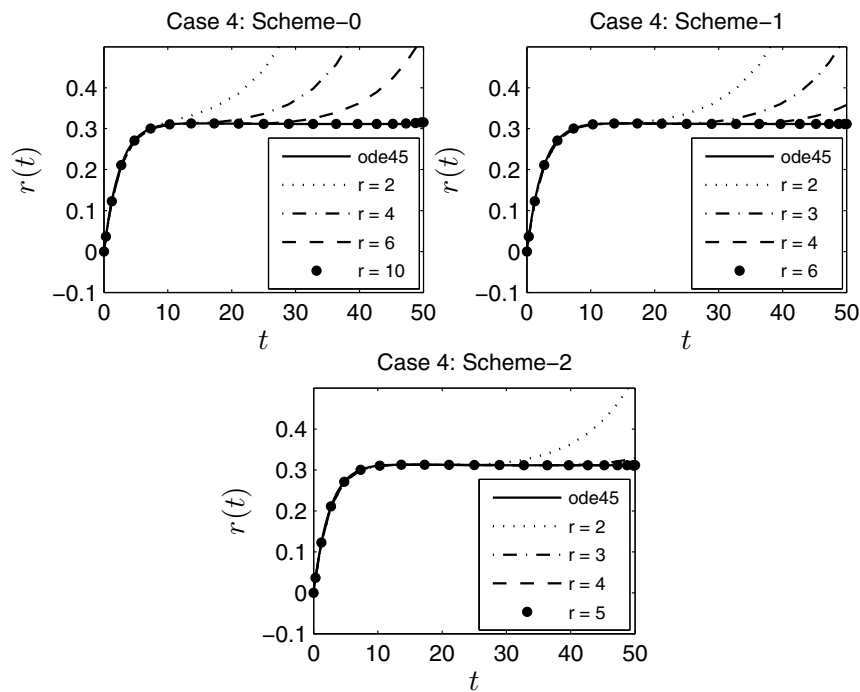 Case 4: Scheme−0
0.4
0.3
0.2
0.1
0
−0.1
r(t)
0 10 20 30 40 50
t
ode45
r = 2
r = 4
r = 6
r = 10
Case 4: Scheme−1
0.4
0.3
0.2
0.1
0
−0.1
r(t)
0 10 20 30 40 50
t
ode45
r = 2
r = 3
r = 4
r = 6
Case 4: Scheme−2
0.4
0.3
0.2
0.1
0
−0.1
r(t)
0 10 20 30 40 50
t
ode45
r = 2
r = 3
r = 4
r = 5